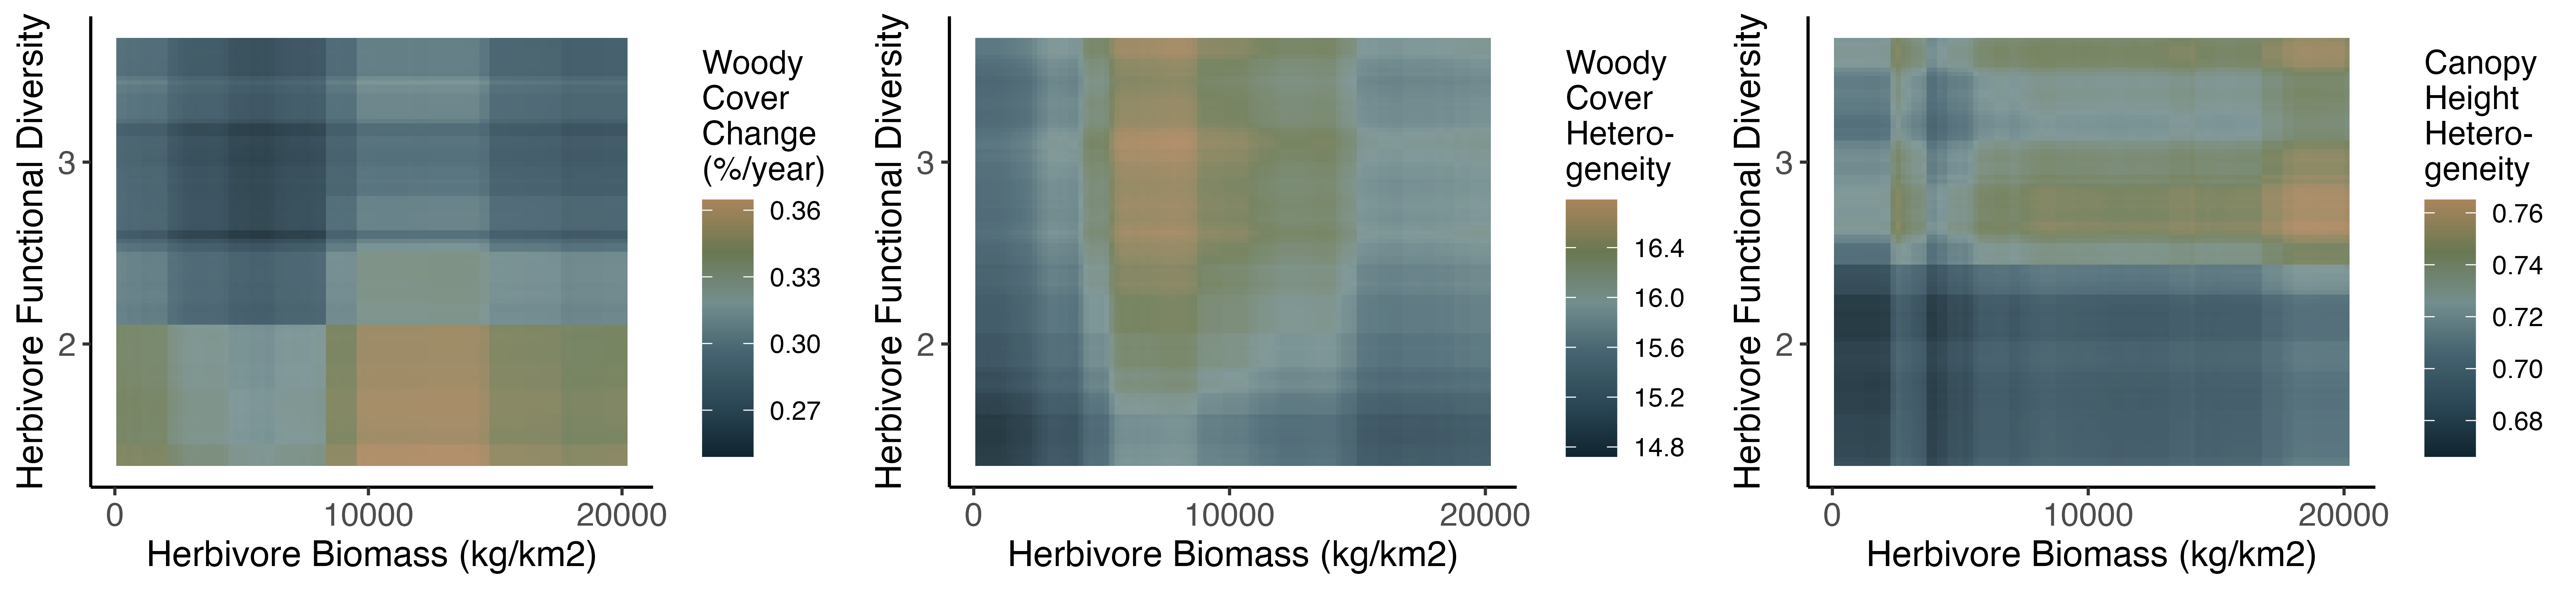 Herbivore Functional Diversity
3
2
0
10000
20000
Herbivore Biomass (kg/km2)
Woody
Cover
Change
(%/year)
0.36
0.33
0.30
0.27
Herbivore Functional Diversity
3
2
0
10000
20000
Herbivore Biomass (kg/km2)
Woody
Cover
Hetero-
geneity
16.4
16.0
15.6
15.2
14.8
Herbivore Functional Diversity
3
2
0
10000
20000
Herbivore Biomass (kg/km2)
Canopy
Height
Hetero-
geneity
0.76
0.74
0.72
0.70
0.68